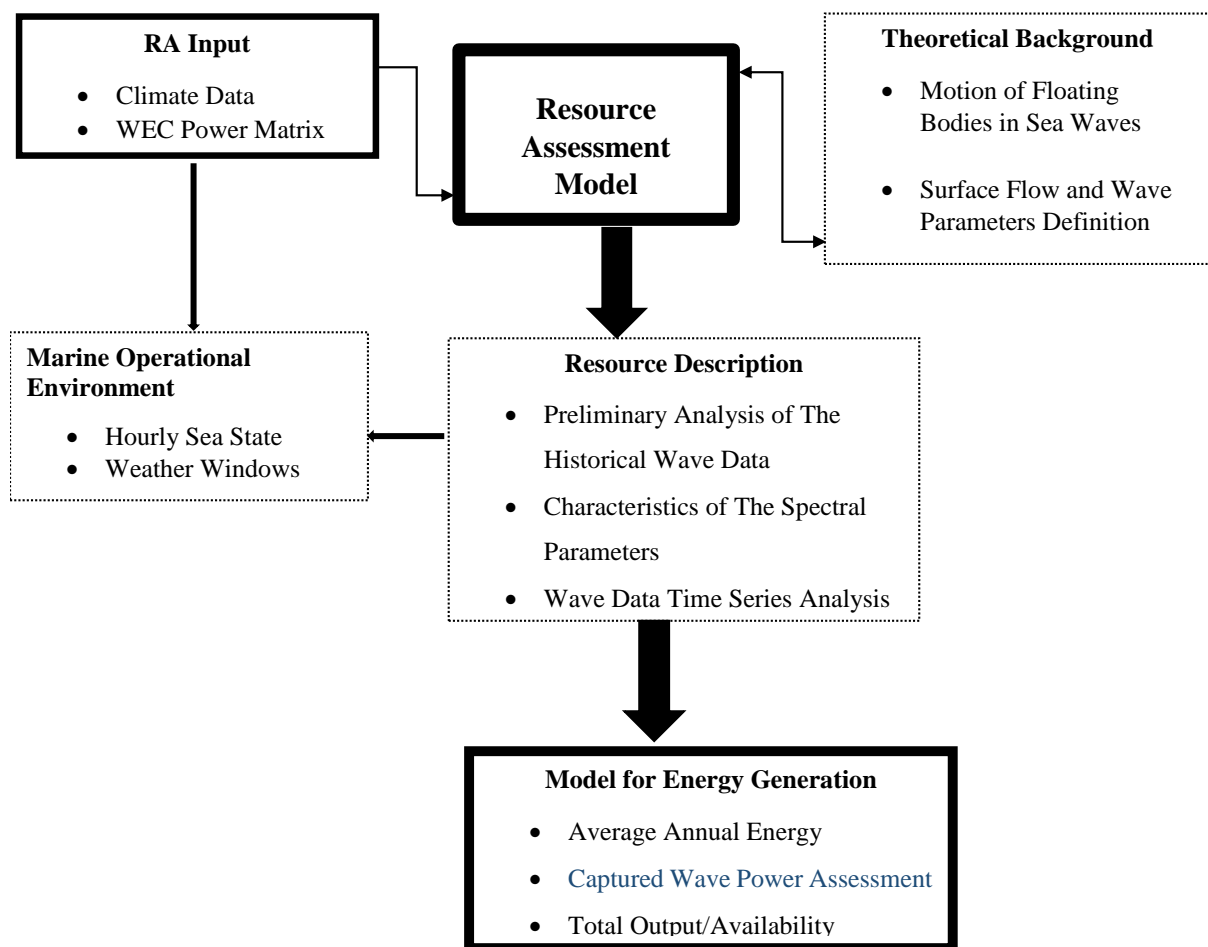 RA Input
• Climate Data
• WEC Power Matrix
Resource
Assessment
Model
Theoretical Background
• Motion of Floating
Bodies in Sea Waves
• Surface Flow and Wave
Parameters Definition
Marine Operational
Environment
• Hourly Sea State
• Weather Windows
Resource Description
• Preliminary Analysis of The
Historical Wave Data
• Characteristics of The Spectral
Parameters
• Wave Data Time Series Analysis
Model for Energy Generation
• Average Annual Energy
• Captured Wave Power Assessment
• Total Output/Availability